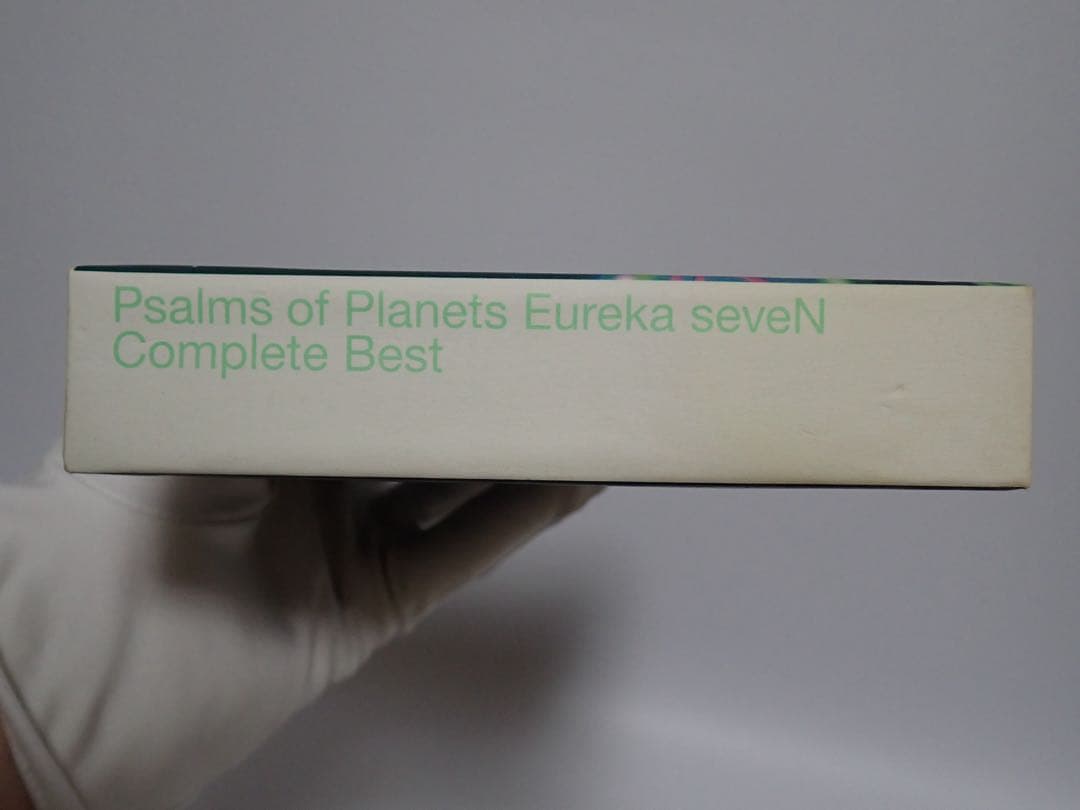 Psalms of Planets Eureka seveN
Complete Best